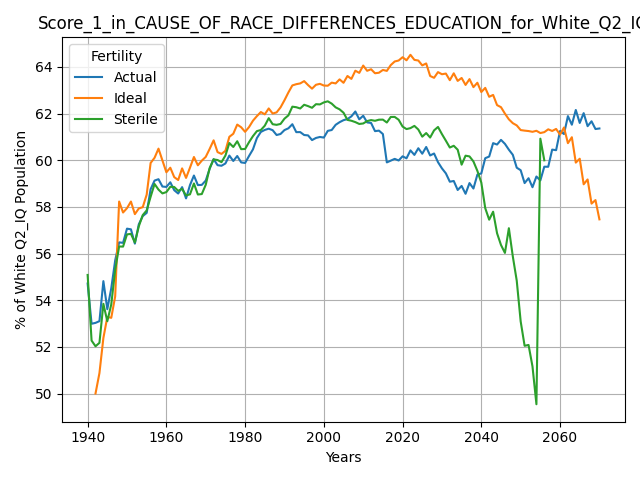 Score_1_in_CAUSE_OF_RACE_DIFFERENCES_EDUCATION_for_White_Q2_IQ
Fertility
Actual
Ideal
Sterile
% of White Q2_IQ Population
64
62
60
58
56
54
52
50
1940 1960 1980 2000 2020 2040 2060
Years